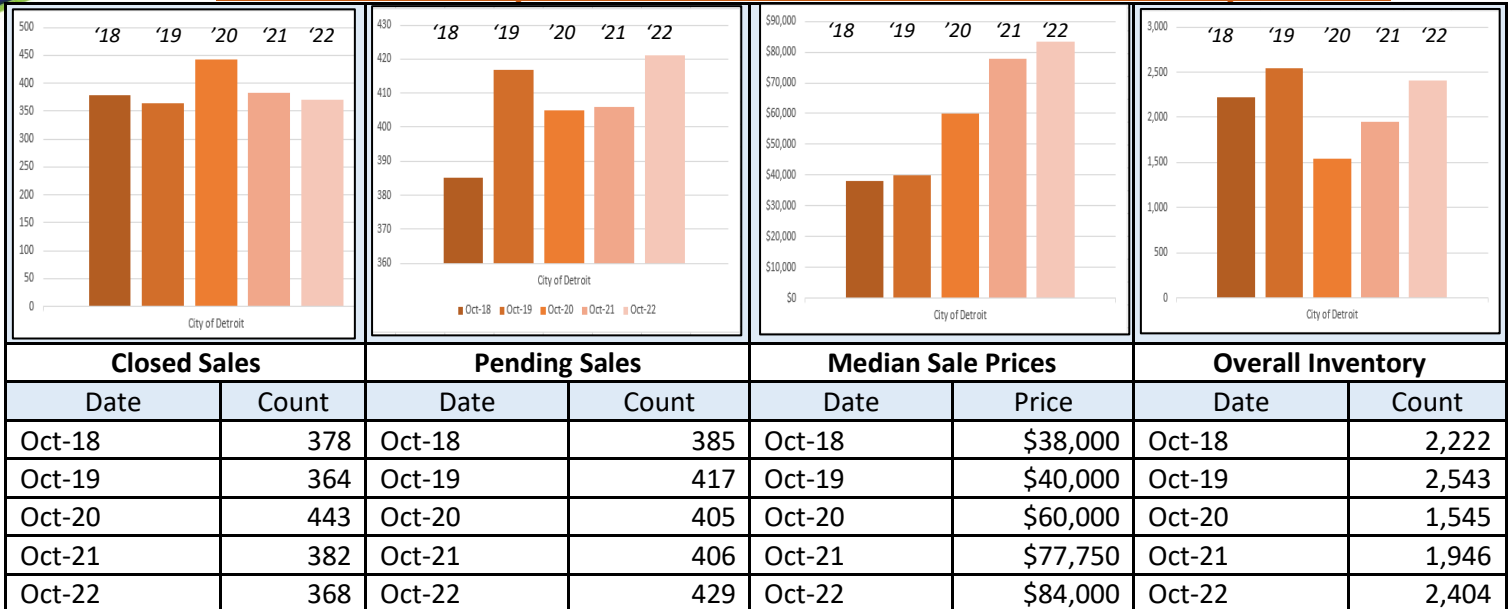 500
450
400
350
300
250
200
150
100
50
0
‘18 ‘19 ’20 ‘21 ‘22
City of Detroit
430
420
410
400
390
380
370
360
‘18 ‘19 ‘20 ‘21 ‘22
City of Detroit
Oct-18 Oct-19 Oct-20 Oct-21 Oct-22
$90,000
$80,000
$70,000
$60,000
$50,000
$40,000
$30,000
$20,000
$10,000
$0
‘18 ‘19 ‘20 ‘21 ‘22
City of Detroit
3,000
2,500
2,000
1,500
1,000
500
0
‘18 ‘19 ‘20 ‘21 ‘22
City of Detroit
Closed Sales Pending Sales Median Sale Prices Overall Inventory
Date Count Date Count Date Price Date Count
Oct-18 378 Oct-18 385 Oct-18 $38,000 Oct-18 2,222
Oct-19 364 Oct-19 417 Oct-19 $40,000 Oct-19 2,543
Oct-20 443 Oct-20 405 Oct-20 $60,000 Oct-20 1,545
Oct-21 382 Oct-21 406 Oct-21 $77,750 Oct-21 1,946
Oct-22 368 Oct-22 429 Oct-22 $84,000 Oct-22 2,404